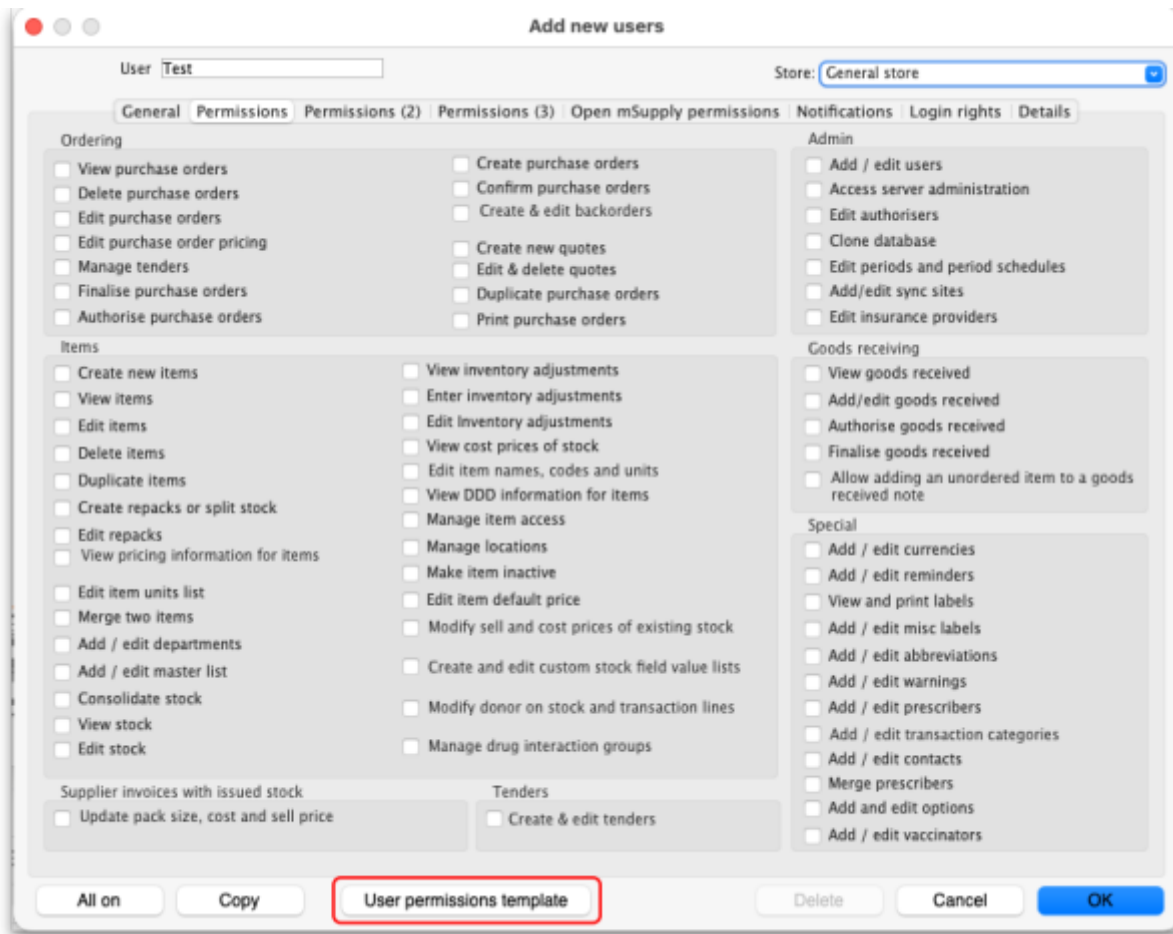 Add new users
User Test
Store: General store
General Permissions Permissions (2) Permissions (3) Open mSupply permissions Notifications Login rights Details
Ordering
View purchase orders
Delete purchase orders
Edit purchase orders
Edit purchase order pricing
Manage tenders
Finalise purchase orders
Authorise purchase orders
Create purchase orders
Confirm purchase orders
Create & edit backorders
Create new quotes
Edit & delete quotes
Duplicate purchase orders
Print purchase orders
Admin
Add / edit users
Access server administration
Edit authorisers
Clone database
Edit periods and period schedules
Add/edit sync sites
Edit insurance providers
Items
Create new items
View items
Edit items
Delete items
Duplicate items
Create repacks or split stock
Edit repacks
View pricing information for items
Edit item units list
Merge two items
Add / edit departments
Add / edit master list
Consolidate stock
View stock
Edit stock
View inventory adjustments
Enter inventory adjustments
Edit Inventory adjustments
View cost prices of stock
Edit item names, codes and units
View DDD information for items
Manage item access
Manage locations
Make item inactive
Edit item default price
Modify sell and cost prices of existing stock
Create and edit custom stock field value lists
Modify donor on stock and transaction lines
Manage drug interaction groups
Goods receiving
View goods received
Add/edit goods received
Authorise goods received
Finalise goods received
Allow adding an unordered item to a goods
received note
Special
Add / edit currencies
Add / edit reminders
View and print labels
Add / edit misc labels
Add / edit abbreviations
Add / edit warnings
Add / edit prescribers
Add / edit transaction categories
Add / edit contacts
Merge prescribers
Add and edit options
Add / edit vaccinators
Supplier invoices with issued stock
Update pack size, cost and sell price
Tenders
Create & edit tenders
All on
Copy
User permissions template
Delete
Cancel
OK